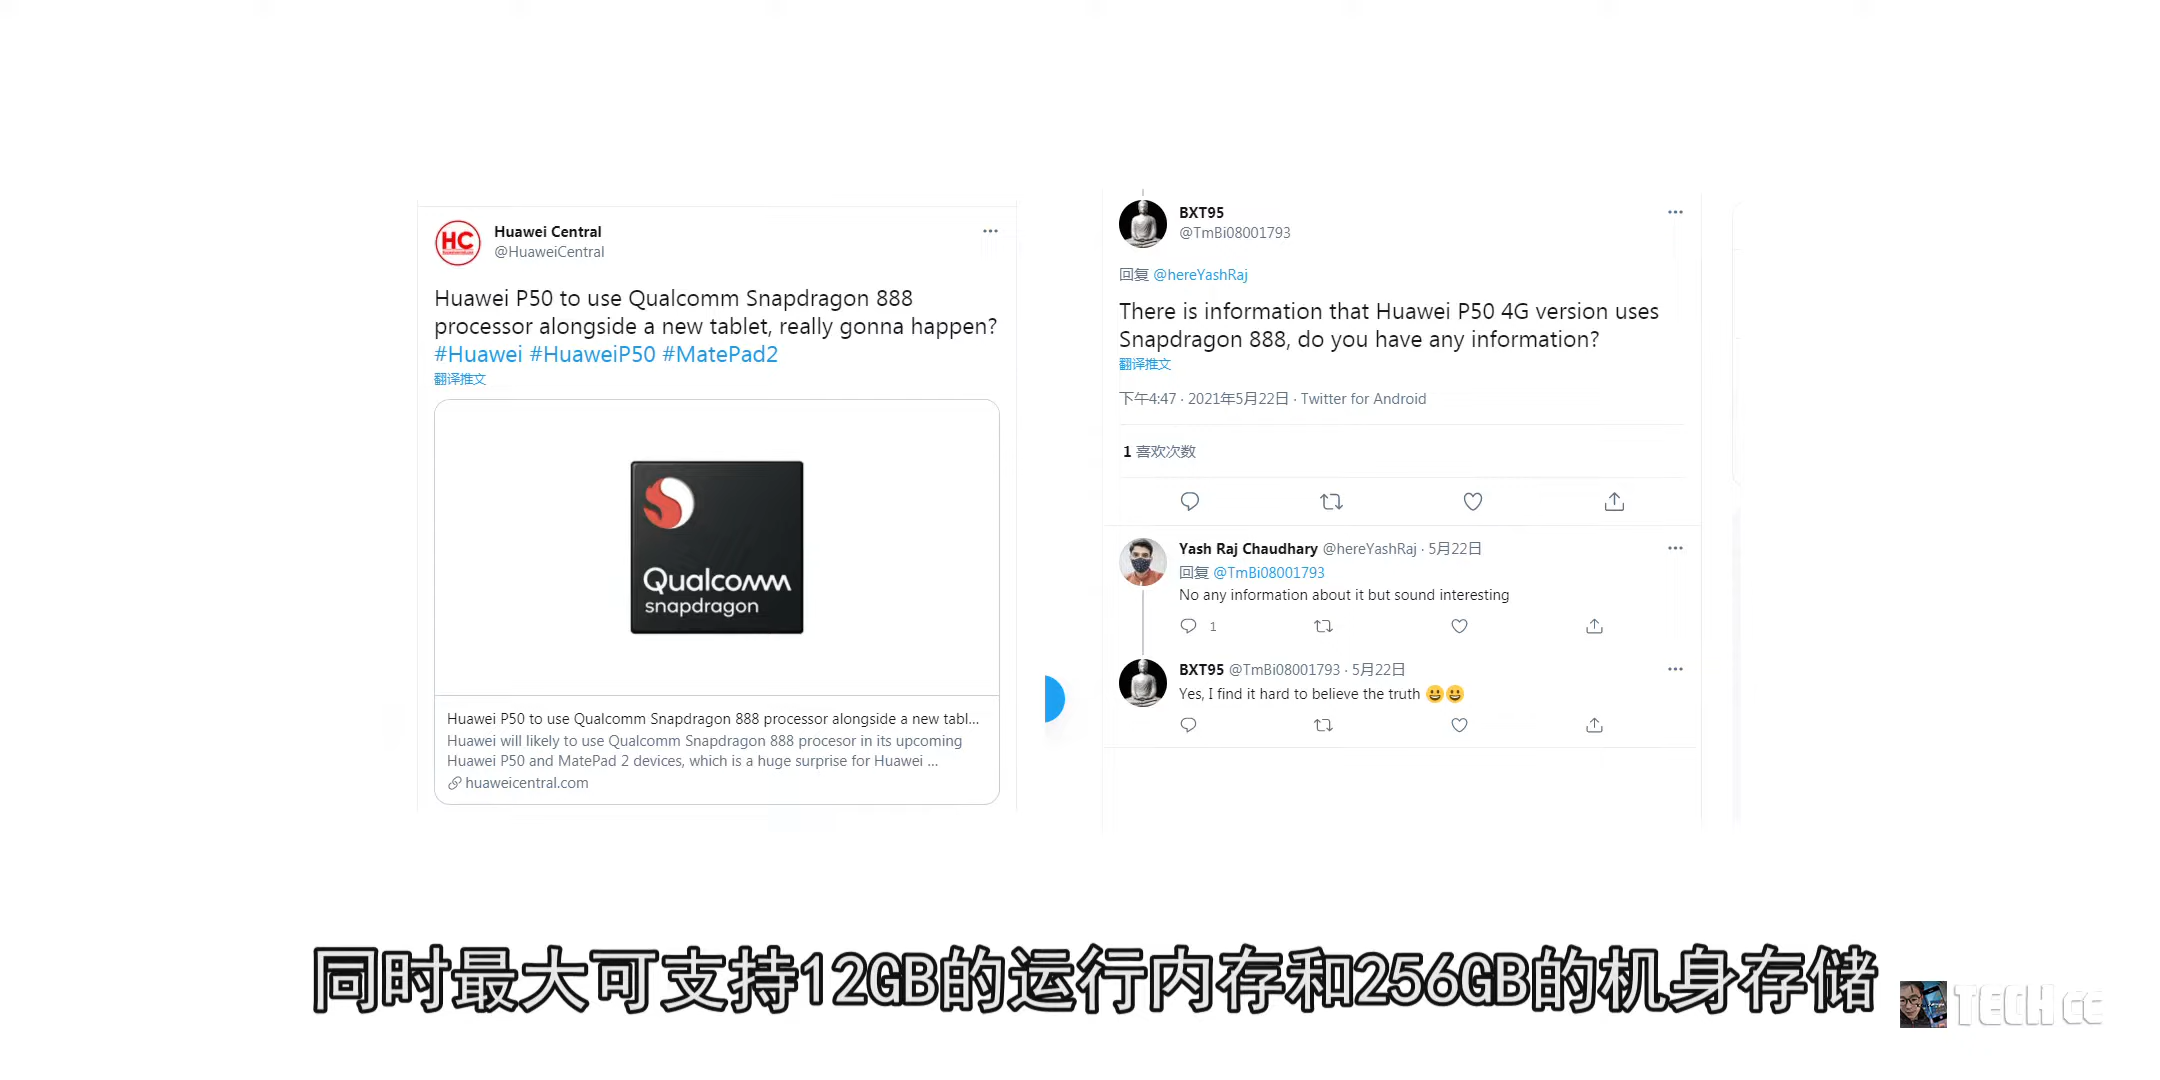 HC
Huawei Central
@HuaweiCentral
Huawei P50 to use Qualcomm Snapdragon 888
processor alongside a new tablet, really gonna happen?
#Huawei #HuaweiP50 #MatePad2
翻译推文
Qualcomm
snapdragon
Huawei P50 to use Qualcomm Snapdragon 888 processor alongside a new tabl...
Huawei will likely to use Qualcomm Snapdragon 888 procesor in its upcoming
Huawei P50 and MatePad 2 devices, which is a huge surprise for Huawei ...
huaweicentral.com
BXT95
@TmBi08001793
回复 @hereYashRaj
There is information that Huawei P50 4G version uses
Snapdragon 888, do you have any information?
翻译推文
下午4:47 · 2021年5月22日 · Twitter for Android
1 喜欢次数
Yash Raj Chaudhary @hereYashRaj · 5月22日
回复 @TmBi08001793
No any information about it but sound interesting
1
BXT95 @TmBi08001793 · 5月22日
Yes, I find it hard to believe the truth 😀😀
同时最大可支持12GB的运行内存和256GB的机身存储
TECH